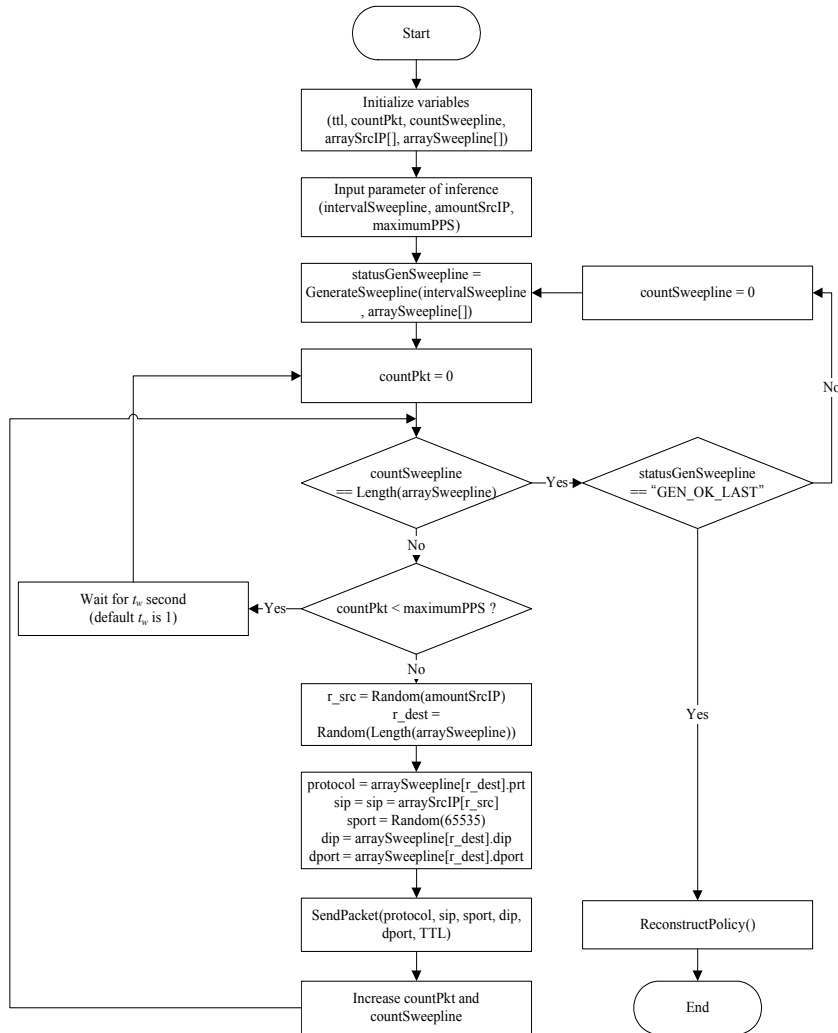 Start
Initialize variables
(ttl, countPkt, countSweepline,
arraySrcIP[], arraySweepline[])
Input parameter of inference
(intervalSweepline, amountSrcIP,
maximumPPS)
statusGenSweepline =
GenerateSweepline(intervalSweepline
, arraySweepline[])
countSweepline = 0
countPkt = 0
No
countSweepline
== Length(arraySweepline)
Yes
statusGenSweepline
== “GEN_OK_LAST”
No
Wait for tw second
(default tw is 1)
Yes
countPkt < maximumPPS ?
No
r_src = Random(amountSrcIP)
r_dest =
Random(Length(arraySweepline))
Yes
protocol = arraySweepline[r_dest].prt
sip = sip = arraySrcIP[r_src]
sport = Random(65535)
dip = arraySweepline[r_dest].dip
dport = arraySweepline[r_dest].dport
SendPacket(protocol, sip, sport, dip,
dport, TTL)
ReconstructPolicy()
Increase countPkt and
countSweepline
End